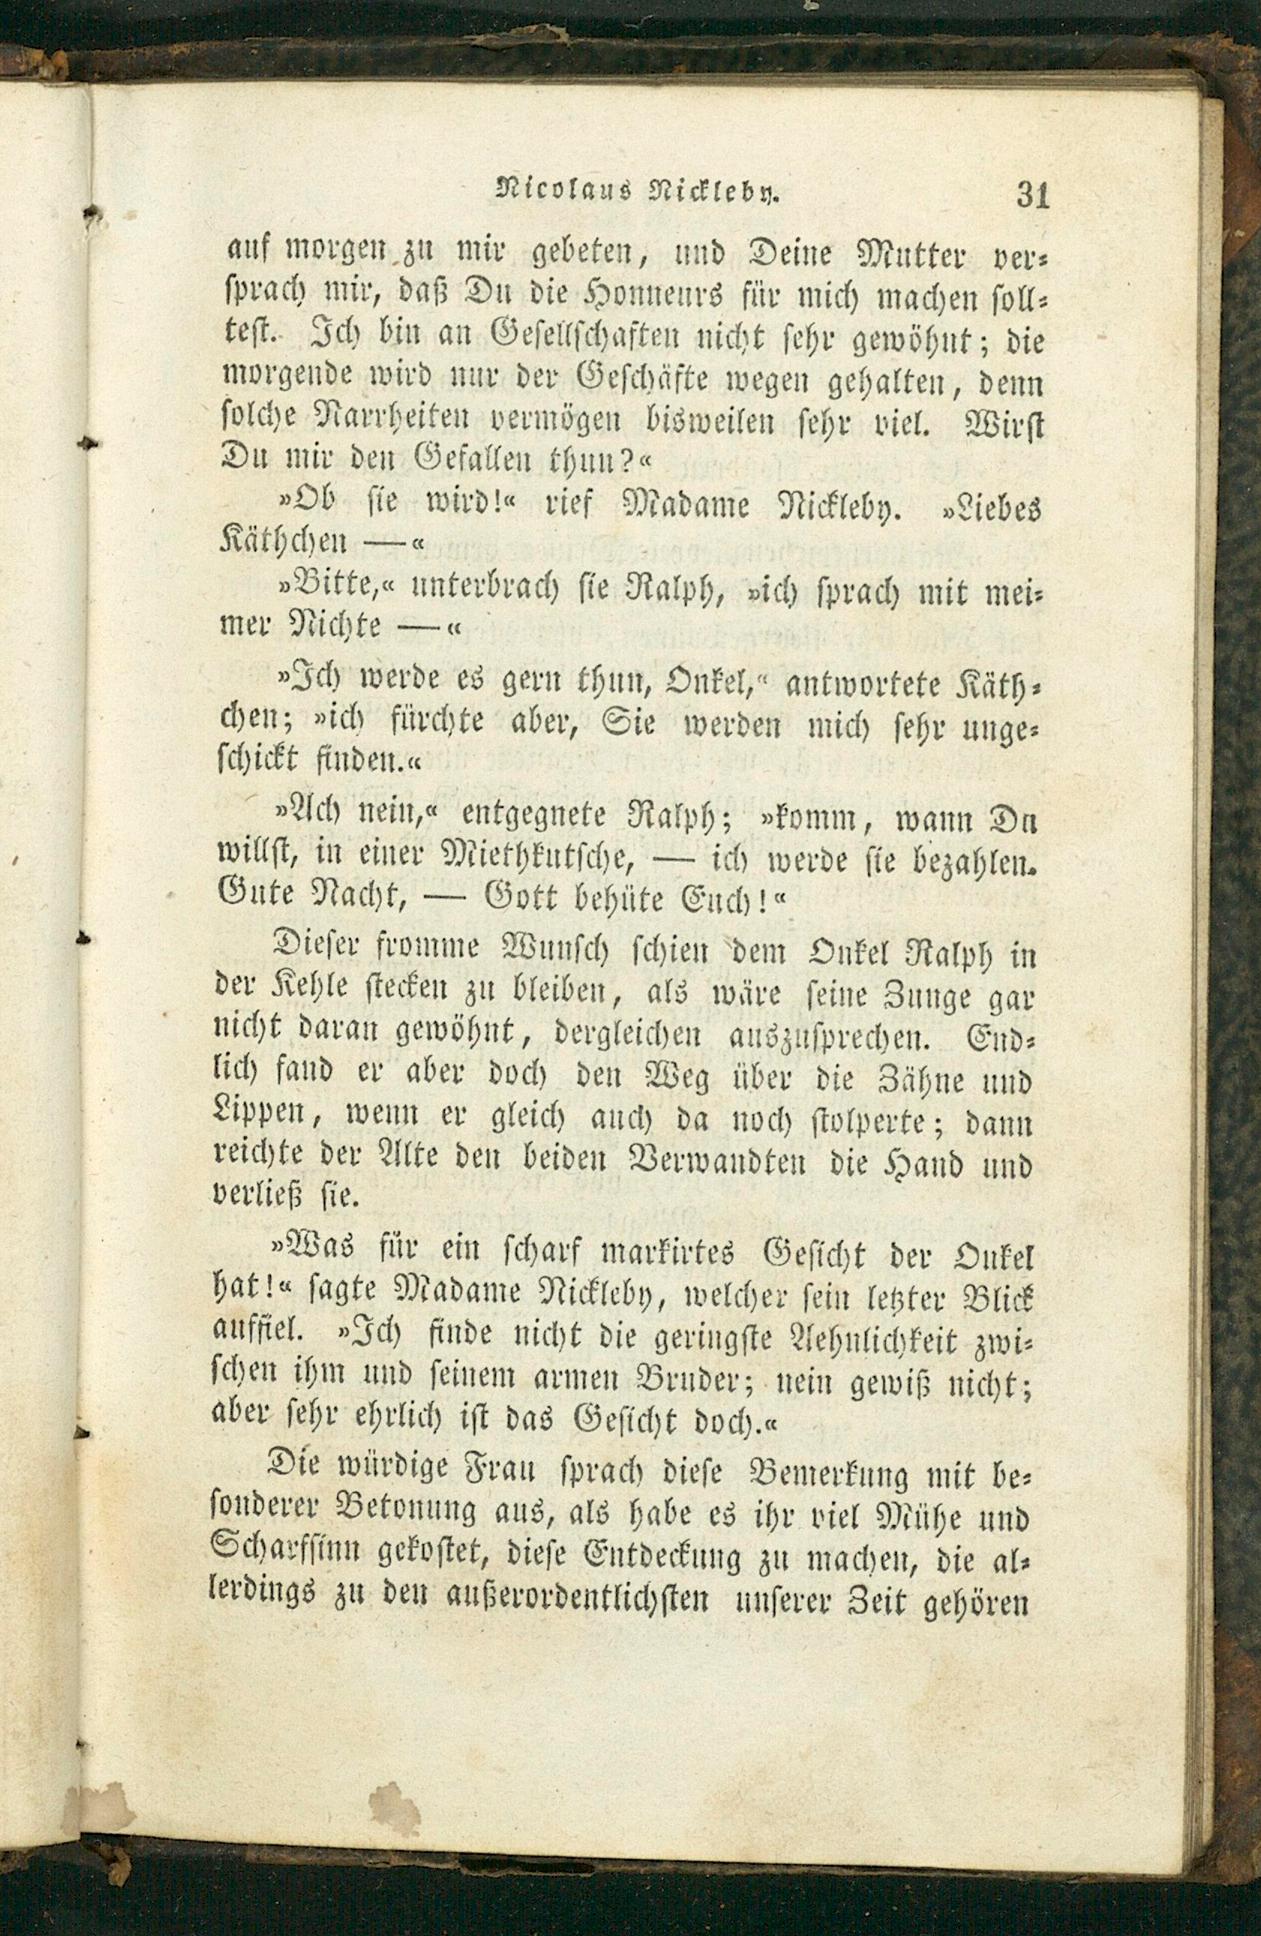 Nicolaus Nickleby. 31
auf morgen zu mir gebeten, und Deine Mutter ver-
sprach mir, daß Du die Honneurs für mich machen soll-
test. Ich bin an Gesellschaften nicht sehr gewöhnt; die
morgende wird nur der Geschäfte wegen gehalten, denn
solche Narrheiten vermögen bisweilen sehr viel. Wirst
Du mir den Gefallen thun?«
»Ob sie wird!« rief Madame Nickleby. »Liebes
Käthchen —«
»Bitte,« unterbrach sie Ralph, »ich sprach mit mei-
mer Nichte —«
»Ich werde es gern thun, Onkel,« antwortete Käth-
chen; »ich fürchte aber, Sie werden mich sehr unge-
schickt finden.«
»Ach nein,« entgegnete Ralph; »komm, wann Du
willst, in einer Miethkutsche, — ich werde sie bezahlen.
Gute Nacht, — Gott behüte Euch!«
Dieser fromme Wunsch schien dem Onkel Ralph in
der Kehle stecken zu bleiben, als wäre seine Zunge gar
nicht daran gewöhnt, dergleichen auszusprechen. End-
lich fand er aber doch den Weg über die Zähne und
Lippen, wenn er gleich auch da noch stolperte; dann
reichte der Alte den beiden Verwandten die Hand und
verließ sie.
»Was für ein scharf markirtes Gesicht der Onkel
hat!« sagte Madame Nickleby, welcher sein letzter Blick
auffiel. »Ich finde nicht die geringste Aehnlichkeit zwi-
schen ihm und seinem armen Bruder; nein gewiß nicht;
aber sehr ehrlich ist das Gesicht doch.«
Die würdige Frau sprach diese Bemerkung mit be-
sonderer Betonung aus, als habe es ihr viel Mühe und
Scharfsinn gekostet, diese Entdeckung zu machen, die al-
lerdings zu den außerordentlichsten unserer Zeit gehören